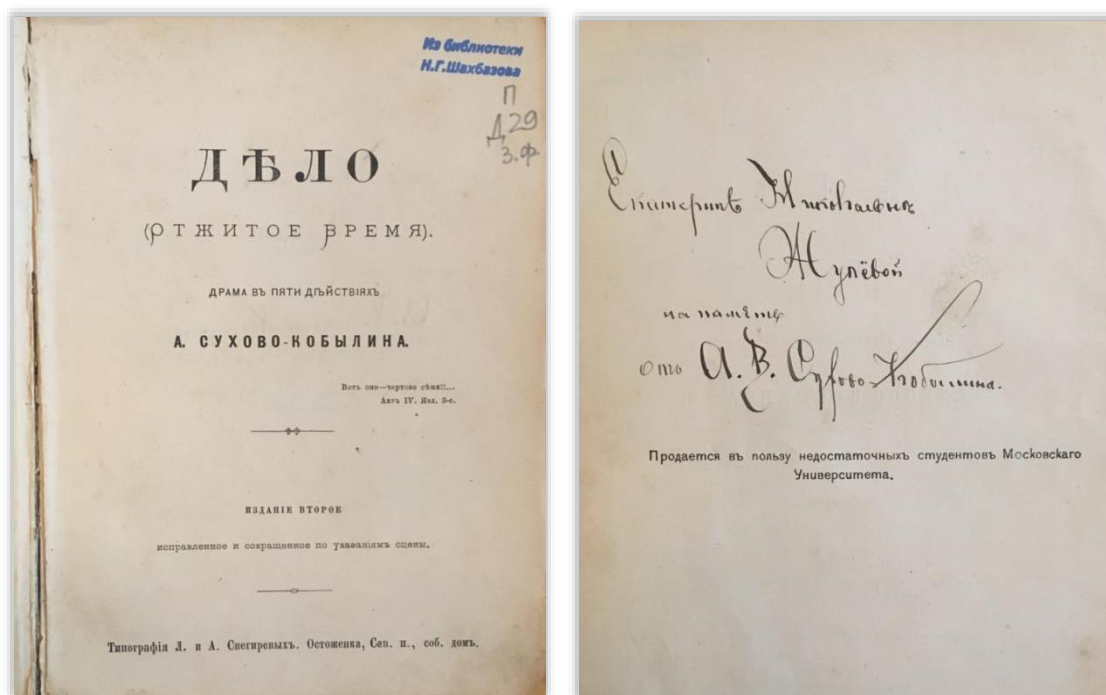 Из библиотеки
Н.Г.Шахбазова
П
Д29
З.ф.
ДѢЛО
(ОТЖИТОЕ ВРЕМЯ).
ДРАМА ВЪ ПЯТИ ДѢЙСТВІЯХЪ
А. СУХОВО-КОБЫЛИНА.
Вотъ оно—чертово сѣмя!!...
Актъ IV. Явл. 3-е.
ИЗДАНІЕ ВТОРОЕ
исправленное и сокращенное по указаніямъ сцены.
Типографія Л. и А. Снегиревыхъ. Остоженка, Сав. п., соб. домъ.
Екатеринѣ Николаевнѣ
Жулёвой
на память
отъ А. В. Сухово-Кобылина.
Продается въ пользу недостаточныхъ студентовъ Московскаго
Университета.